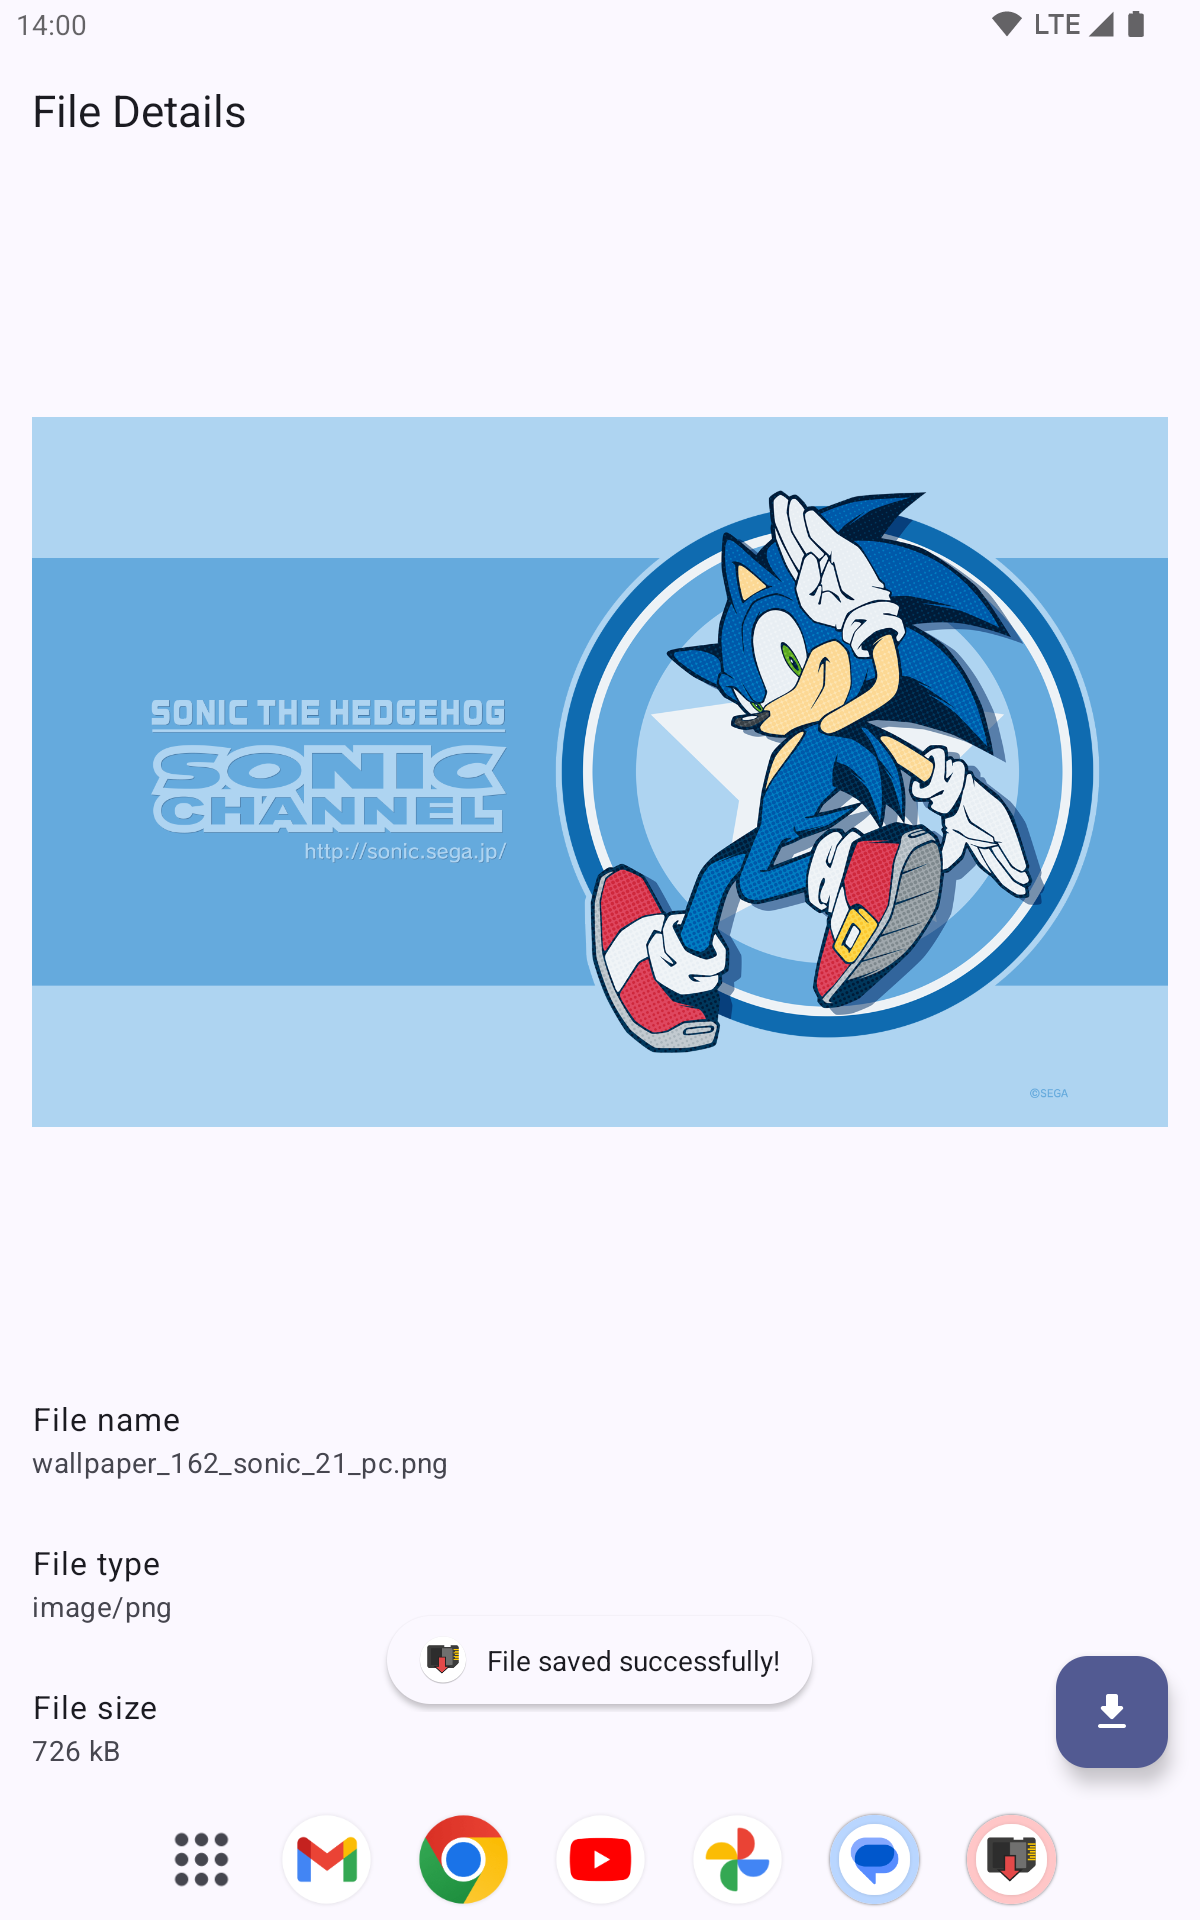 14:00
LTE
File Details
SONIC THE HEDGEHOG
SONIC
CHANNEL
http://sonic.sega.jp/
©SEGA
File name
wallpaper_162_sonic_21_pc.png
File type
image/png
File saved successfully!
File size
726 kB